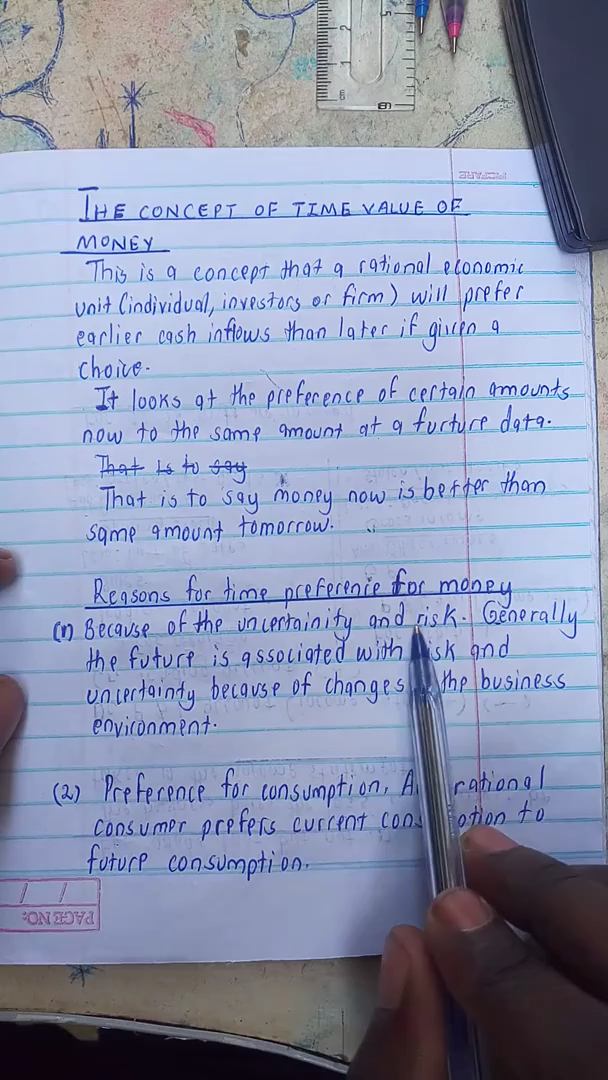 THE CONCEPT OF TIME VALUE OF
MONEY
This is a concept that a rational economic
unit (individual, investors or firm) will prefer
earlier cash inflows than later if given a
choice.
It looks at the preference of certain amounts
now to the same amount at a furture data.
That is to say
That is to say money now is better than
same amount tomorrow.
Reasons for time preference for money
(1) Because of the uncertainity and risk. Generally
the future is associated with risk and
uncertainty because of changes the business
environment.
(2) Preference for consumption, A rational
consumer prefers current to
future consumption.
PAGE NO: